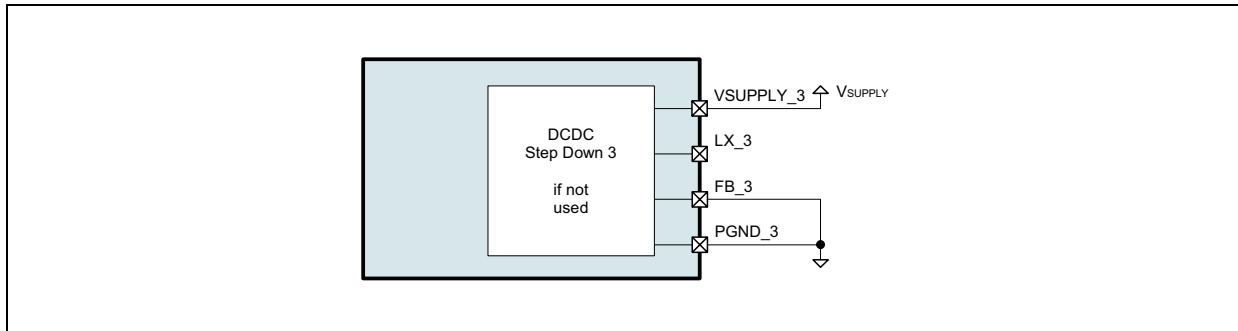 DCDC
Step Down 3
if not
used
VSUPPLY_3
VSUPPLY
LX_3
FB_3
PGND_3